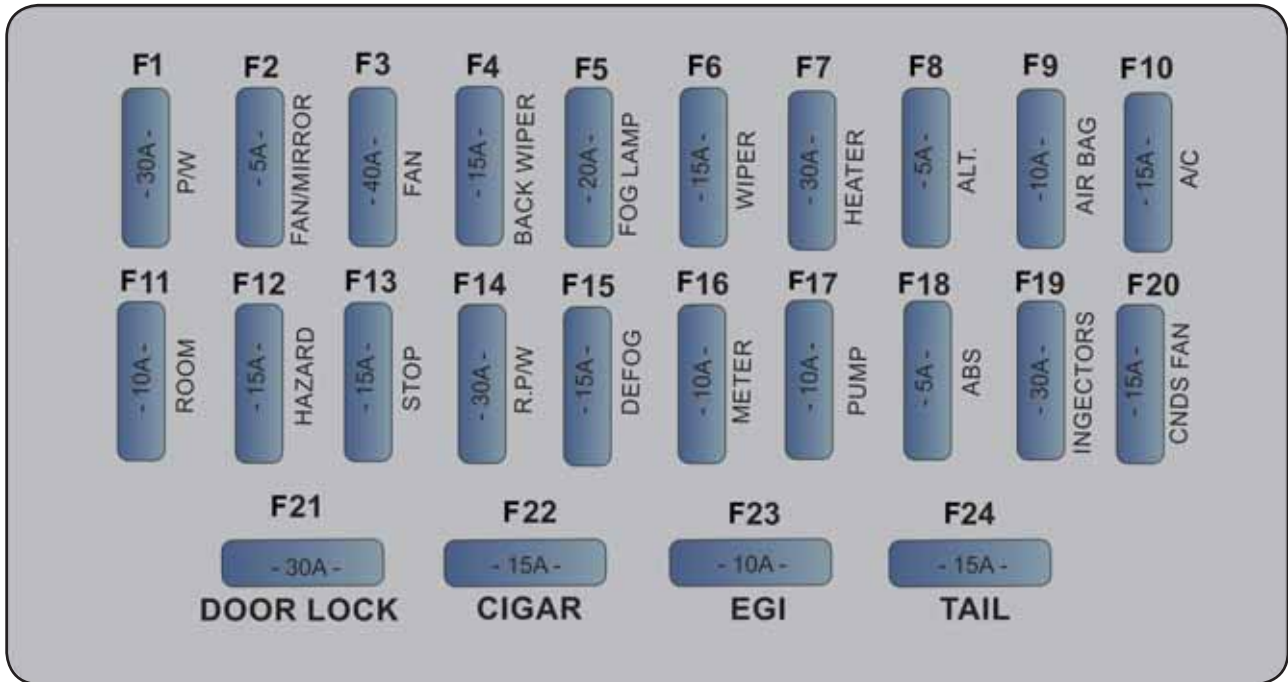 F1 F2 F3 F4 F5 F6 F7 F8 F9 F10
- 30A - P/W - 5A - FAN/MIRROR - 40A - FAN - 15A - BACK WIPER - 20A - FOG LAMP - 15A - WIPER - 30A - HEATER - 5A - ALT. - 10A - AIR BAG - 15A - A/C
F11 F12 F13 F14 F15 F16 F17 F18 F19 F20
- 10A - ROOM - 15A - HAZARD - 15A - STOP - 30A - R.P/W - 15A - DEFOG - 10A - METER - 10A - PUMP - 5A - ABS - 30A - INGECTORS - 15A - CNDS FAN
F21 F22 F23 F24
- 30A - - 15A - - 10A - - 15A -
DOOR LOCK CIGAR EGI TAIL